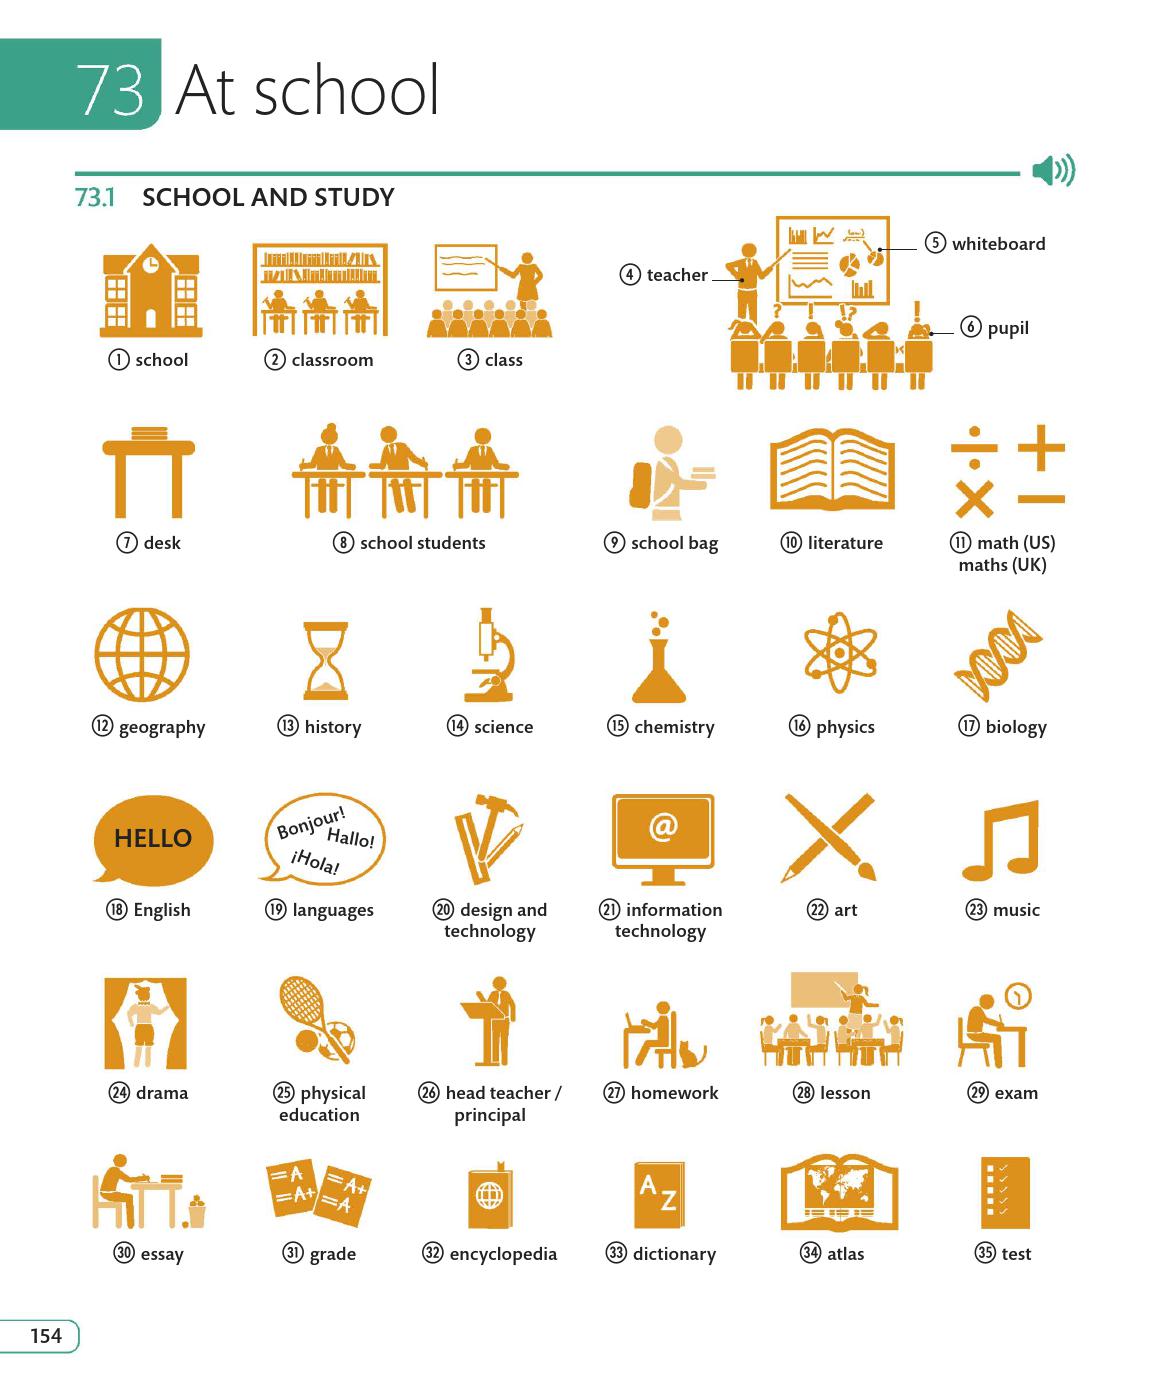 73 At school
73.1 SCHOOL AND STUDY
1 school
2 classroom
3 class
4 teacher
5 whiteboard
6 pupil
7 desk
8 school students
9 school bag
10 literature
11 math (US)
maths (UK)
12 geography
13 history
14 science
15 chemistry
16 physics
17 biology
HELLO
18 English
Bonjour!
Hallo!
¡Hola!
19 languages
20 design and
technology
@
21 information
technology
22 art
23 music
24 drama
25 physical
education
26 head teacher /
principal
27 homework
28 lesson
29 exam
30 essay
A
A+
A+
A
31 grade
32 encyclopedia
A
Z
33 dictionary
34 atlas
35 test
154